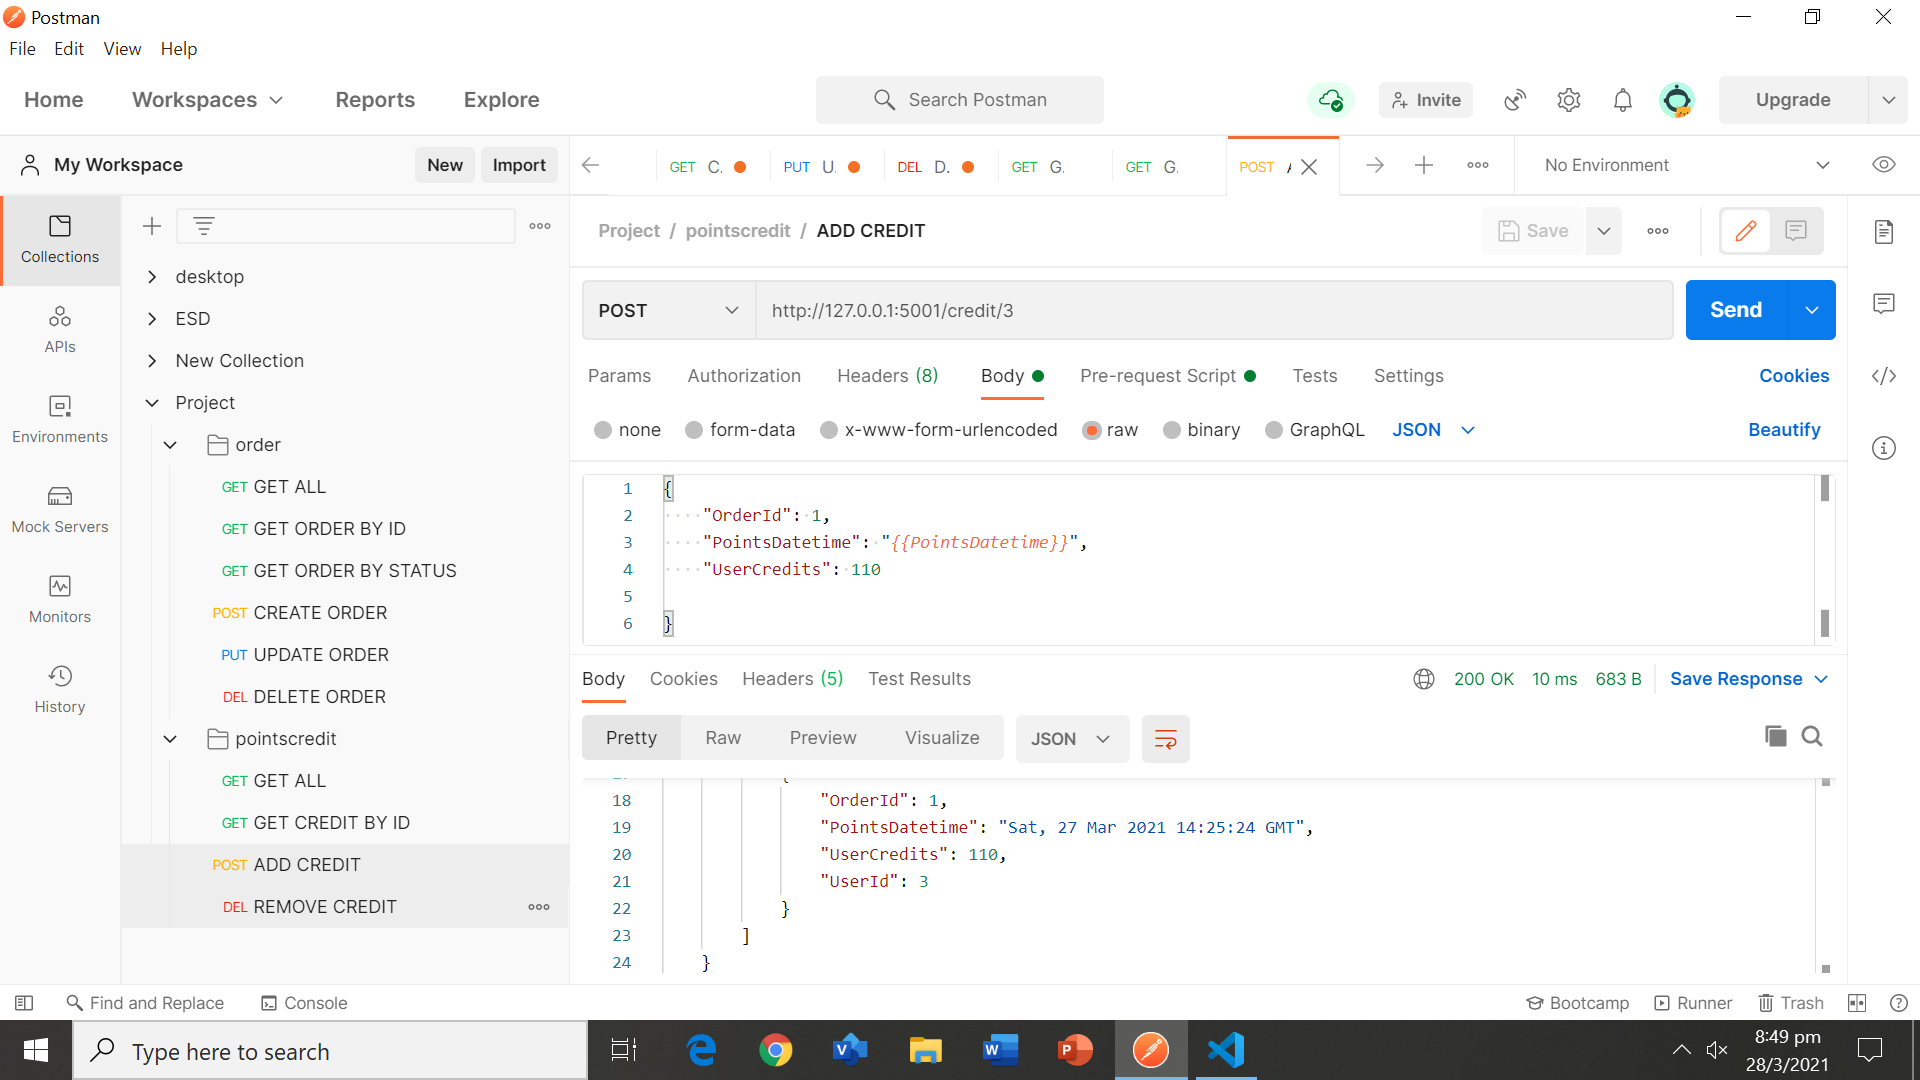 Postman
File Edit View Help
Home Workspaces Reports Explore Search Postman Invite Upgrade
My Workspace New Import GET C. PUT U. DEL D. GET G. GET G. POST No Environment
Project / pointscredit / ADD CREDIT Save
Collections
APIs
Environments
Mock Servers
Monitors
History
desktop
ESD
New Collection
Project
order
GET GET ALL
GET GET ORDER BY ID
GET GET ORDER BY STATUS
POST CREATE ORDER
PUT UPDATE ORDER
DEL DELETE ORDER
pointscredit
GET GET ALL
GET GET CREDIT BY ID
POST ADD CREDIT
DEL REMOVE CREDIT
POST http://127.0.0.1:5001/credit/3 Send
Params Authorization Headers (8) Body Pre-request Script Tests Settings Cookies
none form-data x-www-form-urlencoded raw binary GraphQL JSON Beautify
1 {
2 "OrderId": 1,
3 "PointsDatetime": "{{PointsDatetime}}",
4 "UserCredits": 110
5
6 }
Body Cookies Headers (5) Test Results 200 OK 10 ms 683 B Save Response
Pretty Raw Preview Visualize JSON
18 "OrderId": 1,
19 "PointsDatetime": "Sat, 27 Mar 2021 14:25:24 GMT",
20 "UserCredits": 110,
21 "UserId": 3
22 }
23 ]
24 }
Find and Replace Console Bootcamp Runner Trash
Type here to search
8:49 pm
28/3/2021